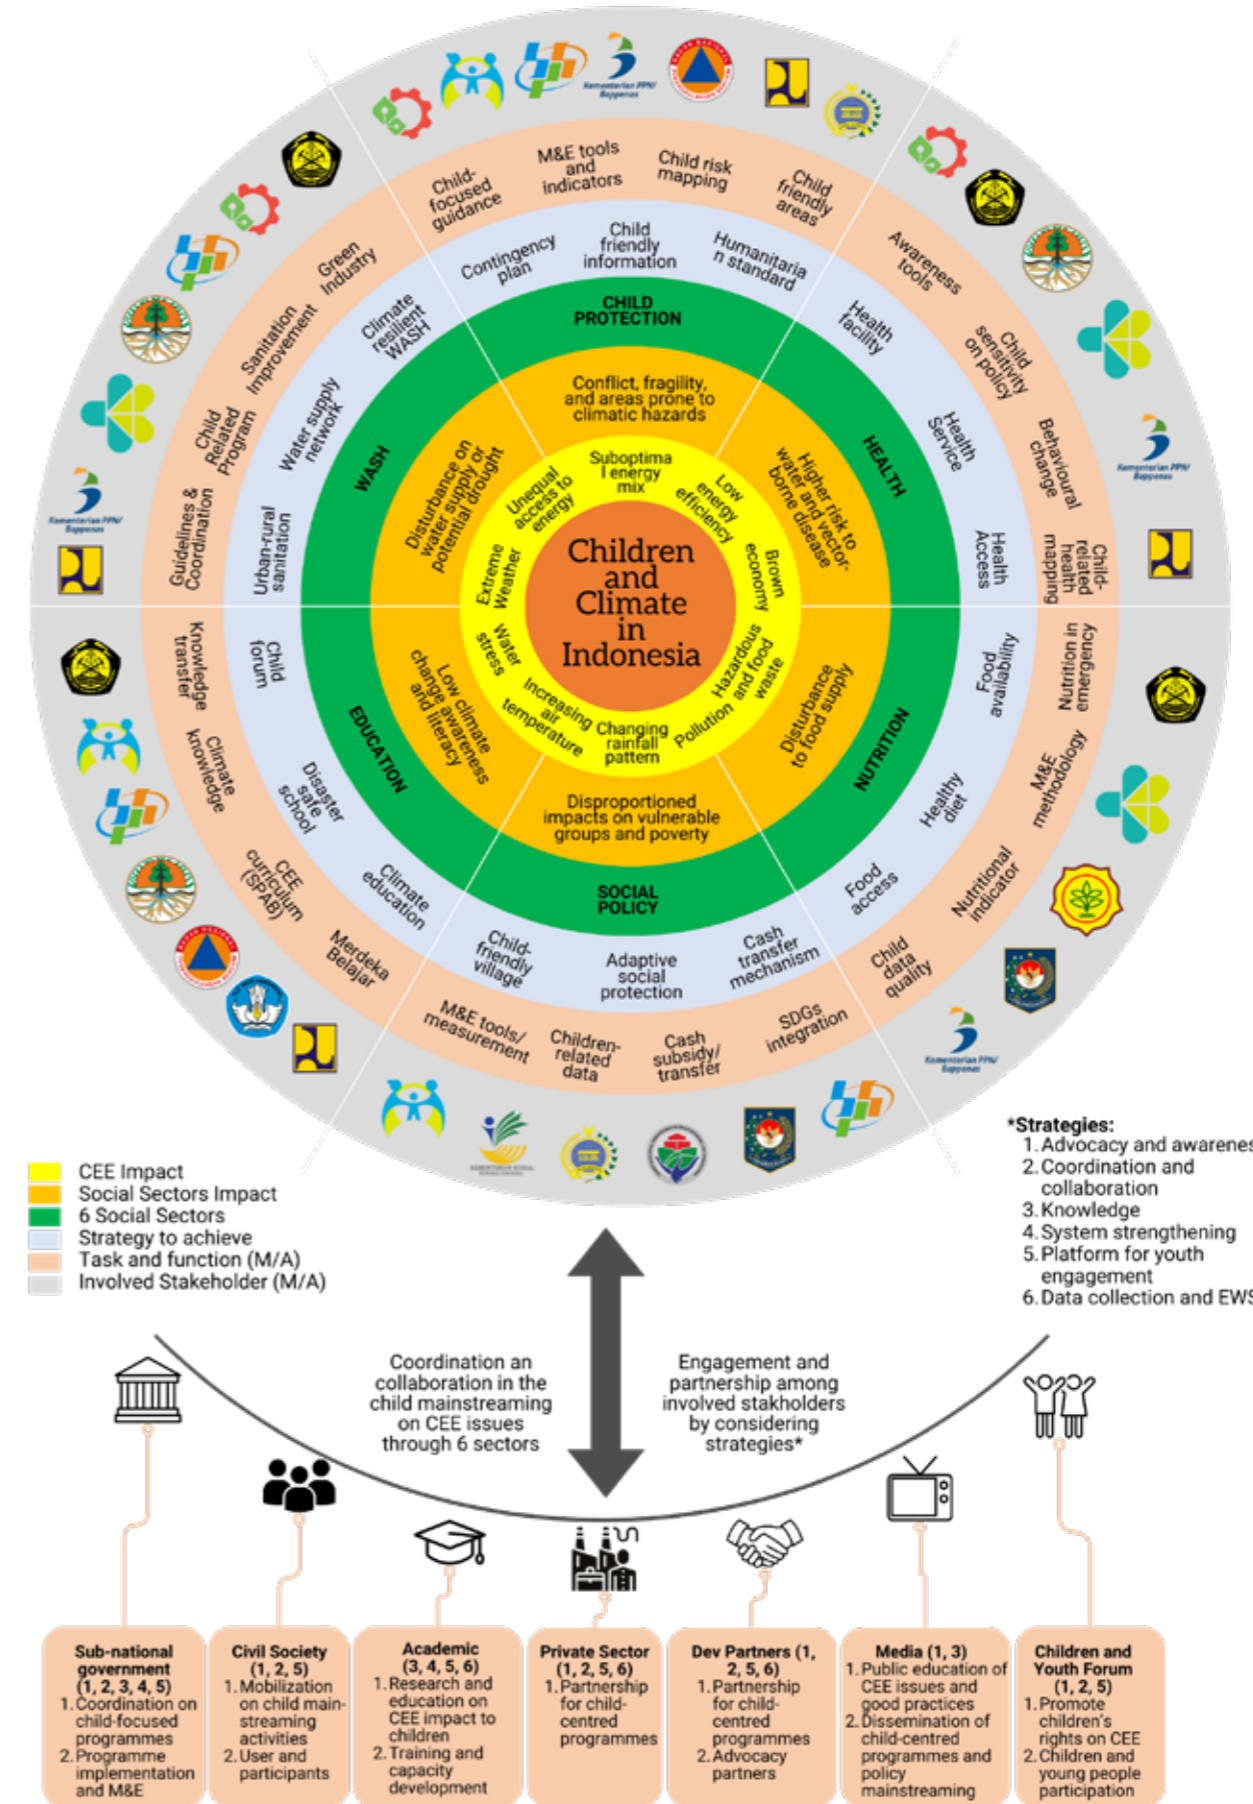 Kementerian PPN/
Bappenas
Child-
focused
guidance
M&E tools
and
indicators
Child risk
mapping
Child
friendly
areas
Contingency
plan
Child
friendly
information
Humanitaria
n standard
CHILD
PROTECTION
Conflict, fragility,
and areas prone to
climatic hazards
Awareness
tools
Child
sensitivity
on policy
Behavioural
change
Child-
related
health
mapping
Health
facility
Health
Service
Health
Access
HEALTH
Higher risk to
water and vector-
borne disease
Kementerian PPN/
Bappenas
Nutrition in
emergency
M&E
methodology
Nutritional
indicator
Child
data
quality
Food
availability
Healthy
diet
Food
access
NUTRITION
Disturbance
to food supply
Kementerian PPN/
Bappenas
SDGs
integration
Cash
subsidy/
transfer
Children-
related
data
M&E tools/
measurement
Cash
transfer
mechanism
Adaptive
social
protection
Child-
friendly
village
SOCIAL
POLICY
Disproportioned
impacts on vulnerable
groups and poverty
KEMENTERIAN SOSIAL
Merdeka
Belajar
CEE
curriculum
(SPAB)
Climate
knowledge
Knowledge
transfer
Climate
education
Disaster
safe
school
Child
forum
EDUCATION
Low climate
change awareness
and literacy
Guidelines &
Coordination
Child
Related
Program
Sanitation
Improvement
Green
Industry
Urban-rural
sanitation
Water supply
network
Climate
resilient
WASH
WASH
Disturbance on
water supply or
potential drought
Kementerian PPN/
Bappenas
Suboptima
l energy
mix
Low
energy
efficiency
Brown
economy
Hazardous
and food
waste
Pollution
Changing
rainfall
pattern
Increasing
air
temperature
Water
stress
Extreme
Weather
Unequal
access to
energy
Children
and
Climate
in
Indonesia
CEE Impact
Social Sectors Impact
6 Social Sectors
Strategy to achieve
Task and function (M/A)
Involved Stakeholder (M/A)
*Strategies:
1. Advocacy and awarenes
2. Coordination and
collaboration
3. Knowledge
4. System strengthening
5. Platform for youth
engagement
6. Data collection and EWS
Coordination an
collaboration in the
child mainstreaming
on CEE issues
through 6 sectors
Engagement and
partnership among
involved stakholders
by considering
strategies*
Sub-national
government
(1, 2, 3, 4, 5)
1. Coordination on
child-focused
programmes
2. Programme
implementation
and M&E
Civil Society
(1, 2, 5)
1. Mobilization
on child main-
streaming
activities
2. User and
participants
Academic
(3, 4, 5, 6)
1. Research and
education on
CEE impact to
children
2. Training and
capacity
development
Private Sector
(1, 2, 5, 6)
1. Partnership
for child-
centred
programmes
Dev Partners (1,
2, 5, 6)
1. Partnership
for child-
centred
programmes
2. Advocacy
partners
Media (1, 3)
1. Public education of
CEE issues and
good practices
2. Dissemination of
child-centred
programmes and
policy
mainstreaming
Children and
Youth Forum
(1, 2, 5)
1. Promote
children's
rights on CEE
2. Children and
young people
participation